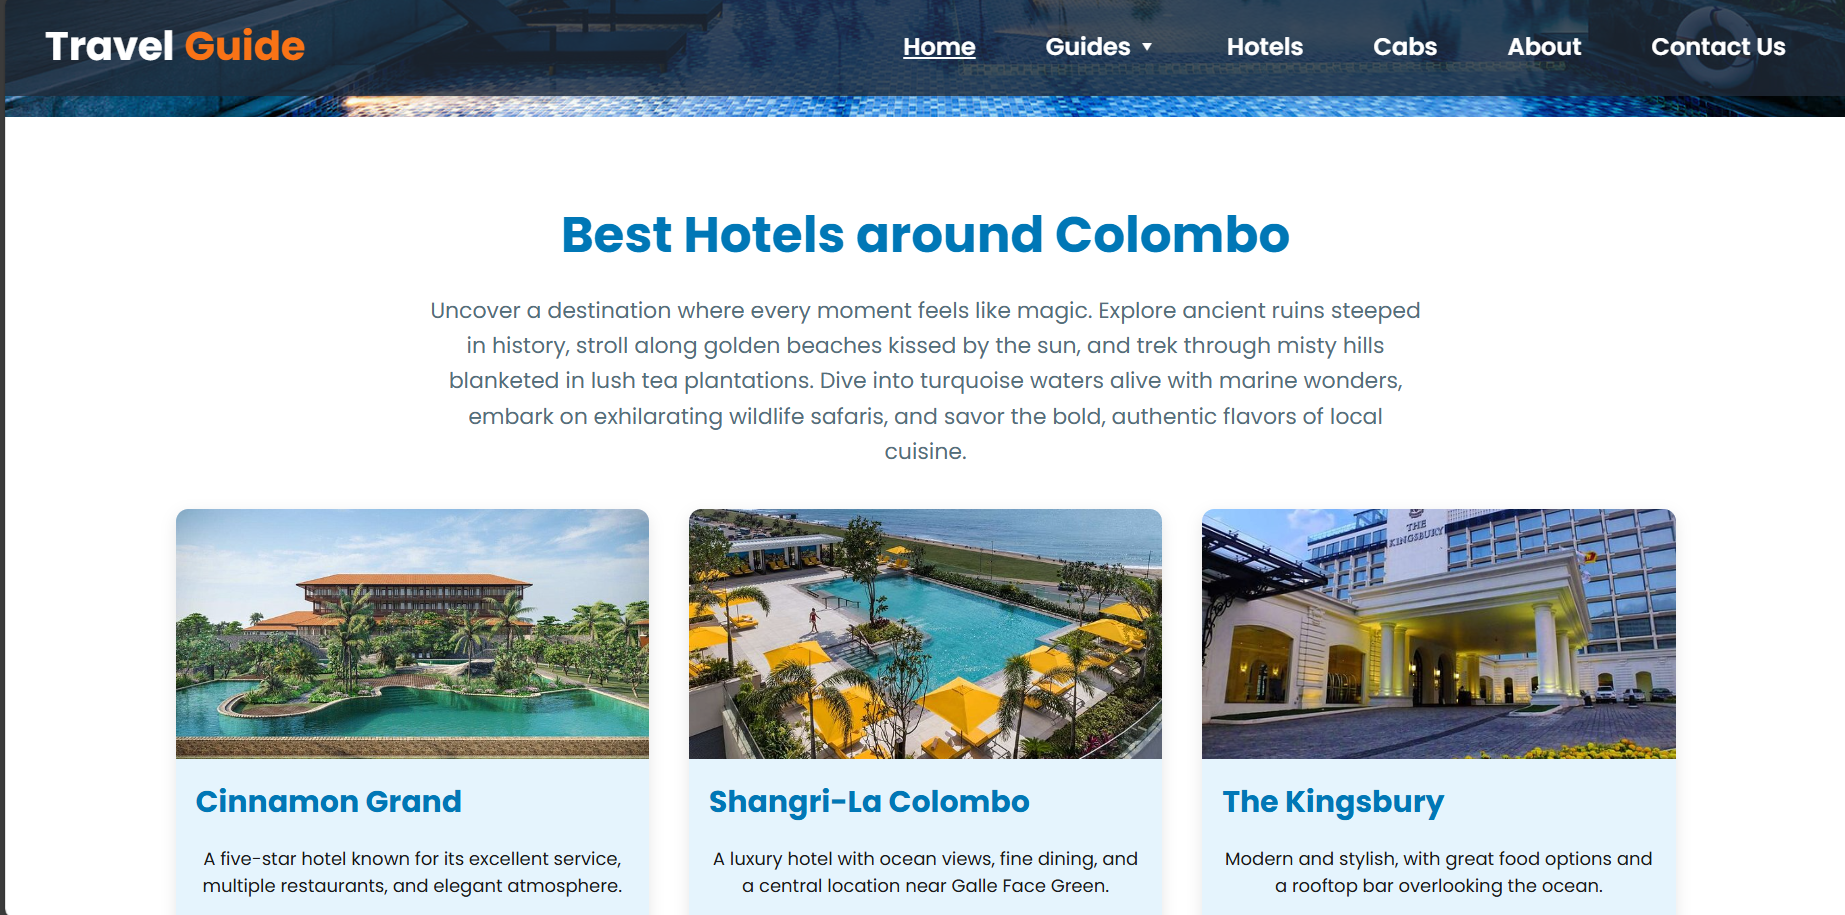 Travel Guide
Home
Guides ▼
Hotels
Cabs
About
Contact Us
Best Hotels around Colombo
Uncover a destination where every moment feels like magic. Explore ancient ruins steeped
in history, stroll along golden beaches kissed by the sun, and trek through misty hills
blanketed in lush tea plantations. Dive into turquoise waters alive with marine wonders,
embark on exhilarating wildlife safaris, and savor the bold, authentic flavors of local
cuisine.
THE
KINGSBURY
Cinnamon Grand
A five-star hotel known for its excellent service,
multiple restaurants, and elegant atmosphere.
Shangri-La Colombo
A luxury hotel with ocean views, fine dining, and
a central location near Galle Face Green.
The Kingsbury
Modern and stylish, with great food options and
a rooftop bar overlooking the ocean.